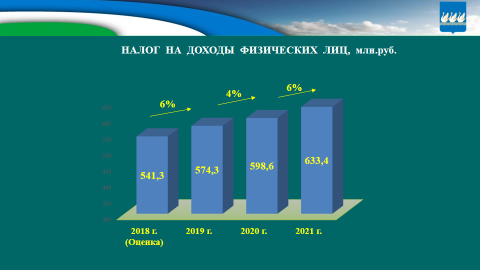 НАЛОГ НА ДОХОДЫ ФИЗИЧЕСКИХ ЛИЦ, млн.руб.
6%
4%
6%
541,3
574,3
598,6
633,4
2018 г.
(Оценка)
2019 г.
2020 г.
2021 г.